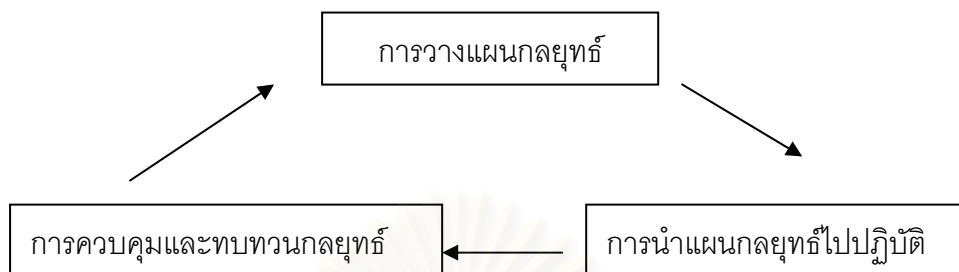 การวางแผนกลยุทธ์
การควบคุมและทบทวนกลยุทธ์
การนำแผนกลยุทธ์ไปปฏิบัติ